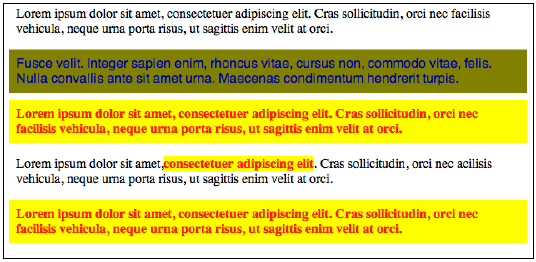 Lorem ipsum dolor sit amet, consectetuer adipiscing elit. Cras sollicitudin, orci nec facilisis
vehicula, neque urna porta risus, ut sagittis enim velit at orci.
Fusce velit. Integer sapien enim, rhoncus vitae, cursus non, commodo vitae, felis.
Nulla convallis ante sit amet urna. Maecenas condimentum hendrerit turpis.
Lorem ipsum dolor sit amet, consectetuer adipiscing elit. Cras sollicitudin, orci nec
facilisis vehicula, neque urna porta risus, ut sagittis enim velit at orci.
Lorem ipsum dolor sit amet,consectetuer adipiscing elit. Cras sollicitudin, orci nec acilisis
vehicula, neque urna porta risus, ut sagittis enim velit at orci.
Lorem ipsum dolor sit amet, consectetuer adipiscing elit. Cras sollicitudin, orci nec
facilisis vehicula, neque urna porta risus, ut sagittis enim velit at orci.